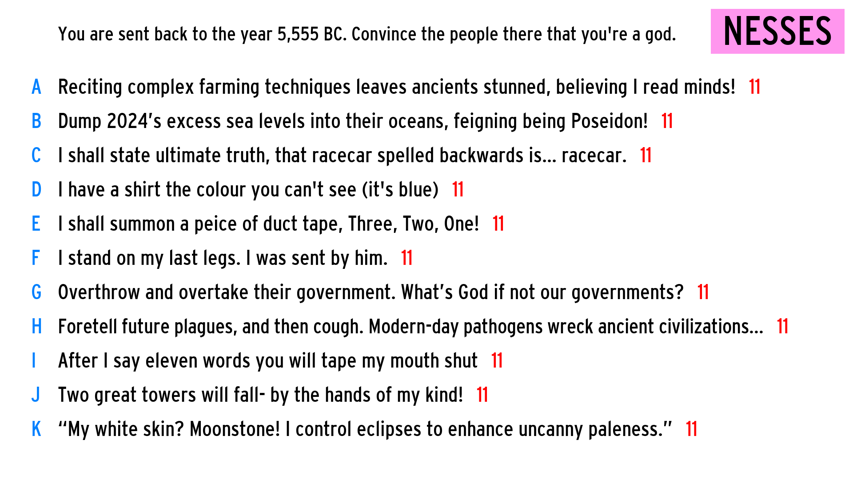 You are sent back to the year 5,555 BC. Convince the people there that you're a god.
NESSES
A Reciting complex farming techniques leaves ancients stunned, believing I read minds! 11
B Dump 2024's excess sea levels into their oceans, feigning being Poseidon! 11
C I shall state ultimate truth, that racecar spelled backwards is... racecar. 11
D I have a shirt the colour you can't see (it's blue) 11
E I shall summon a peice of duct tape, Three, Two, One! 11
F I stand on my last legs. I was sent by him. 11
G Overthrow and overtake their government. What's God if not our governments? 11
H Foretell future plagues, and then cough. Modern-day pathogens wreck ancient civilizations... 11
I After I say eleven words you will tape my mouth shut 11
J Two great towers will fall- by the hands of my kind! 11
K “My white skin? Moonstone! I control eclipses to enhance uncanny paleness.” 11